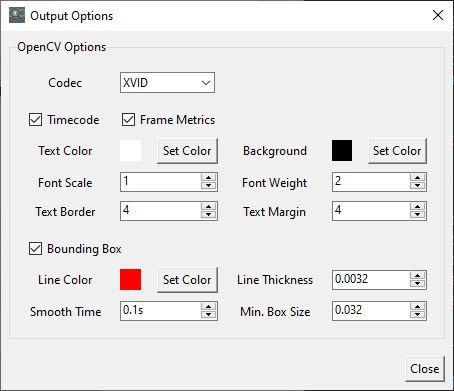 Output Options
OpenCV Options
Codec XVID
Timecode Frame Metrics
Text Color Set Color Background Set Color
Font Scale 1 Font Weight 2
Text Border 4 Text Margin 4
Bounding Box
Line Color Set Color Line Thickness 0.0032
Smooth Time 0.1s Min. Box Size 0.032
Close